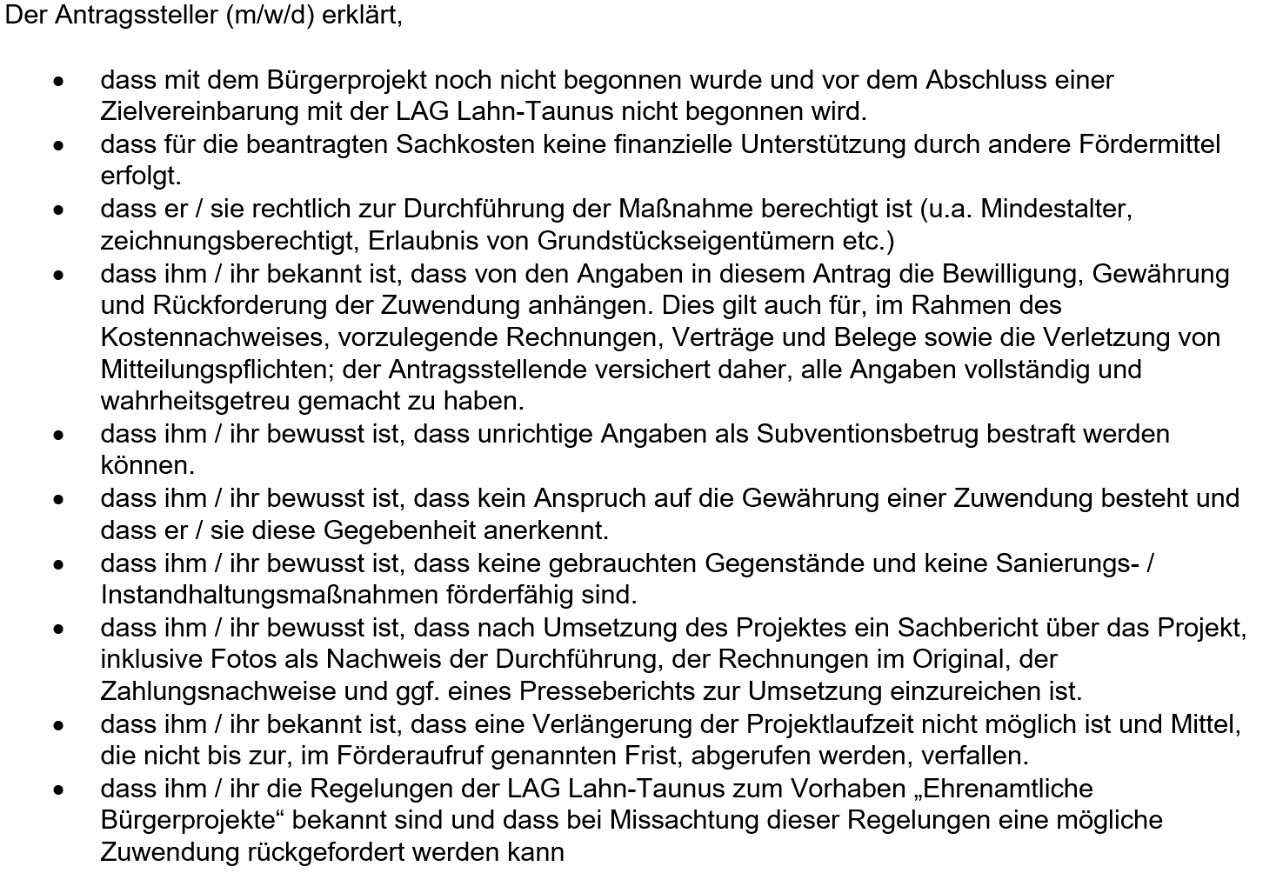 Der Antragssteller (m/w/d) erklärt,
• dass mit dem Bürgerprojekt noch nicht begonnen wurde und vor dem Abschluss einer
Zielvereinbarung mit der LAG Lahn-Taunus nicht begonnen wird.
• dass für die beantragten Sachkosten keine finanzielle Unterstützung durch andere Fördermittel
erfolgt.
• dass er / sie rechtlich zur Durchführung der Maßnahme berechtigt ist (u.a. Mindestalter,
zeichnungsberechtigt, Erlaubnis von Grundstückseigentümern etc.)
• dass ihm / ihr bekannt ist, dass von den Angaben in diesem Antrag die Bewilligung, Gewährung
und Rückforderung der Zuwendung anhängen. Dies gilt auch für, im Rahmen des
Kostennachweises, vorzulegende Rechnungen, Verträge und Belege sowie die Verletzung von
Mitteilungspflichten; der Antragsstellende versichert daher, alle Angaben vollständig und
wahrheitsgetreu gemacht zu haben.
• dass ihm / ihr bewusst ist, dass unrichtige Angaben als Subventionsbetrug bestraft werden
können.
• dass ihm / ihr bewusst ist, dass kein Anspruch auf die Gewährung einer Zuwendung besteht und
dass er / sie diese Gegebenheit anerkennt.
• dass ihm / ihr bewusst ist, dass keine gebrauchten Gegenstände und keine Sanierungs- /
Instandhaltungsmaßnahmen förderfähig sind.
• dass ihm / ihr bewusst ist, dass nach Umsetzung des Projektes ein Sachbericht über das Projekt,
inklusive Fotos als Nachweis der Durchführung, der Rechnungen im Original, der
Zahlungsnachweise und ggf. eines Presseberichts zur Umsetzung einzureichen ist.
• dass ihm / ihr bekannt ist, dass eine Verlängerung der Projektlaufzeit nicht möglich ist und Mittel,
die nicht bis zur, im Förderaufruf genannten Frist, abgerufen werden, verfallen.
• dass ihm / ihr die Regelungen der LAG Lahn-Taunus zum Vorhaben „Ehrenamtliche
Bürgerprojekte“ bekannt sind und dass bei Missachtung dieser Regelungen eine mögliche
Zuwendung rückgefordert werden kann